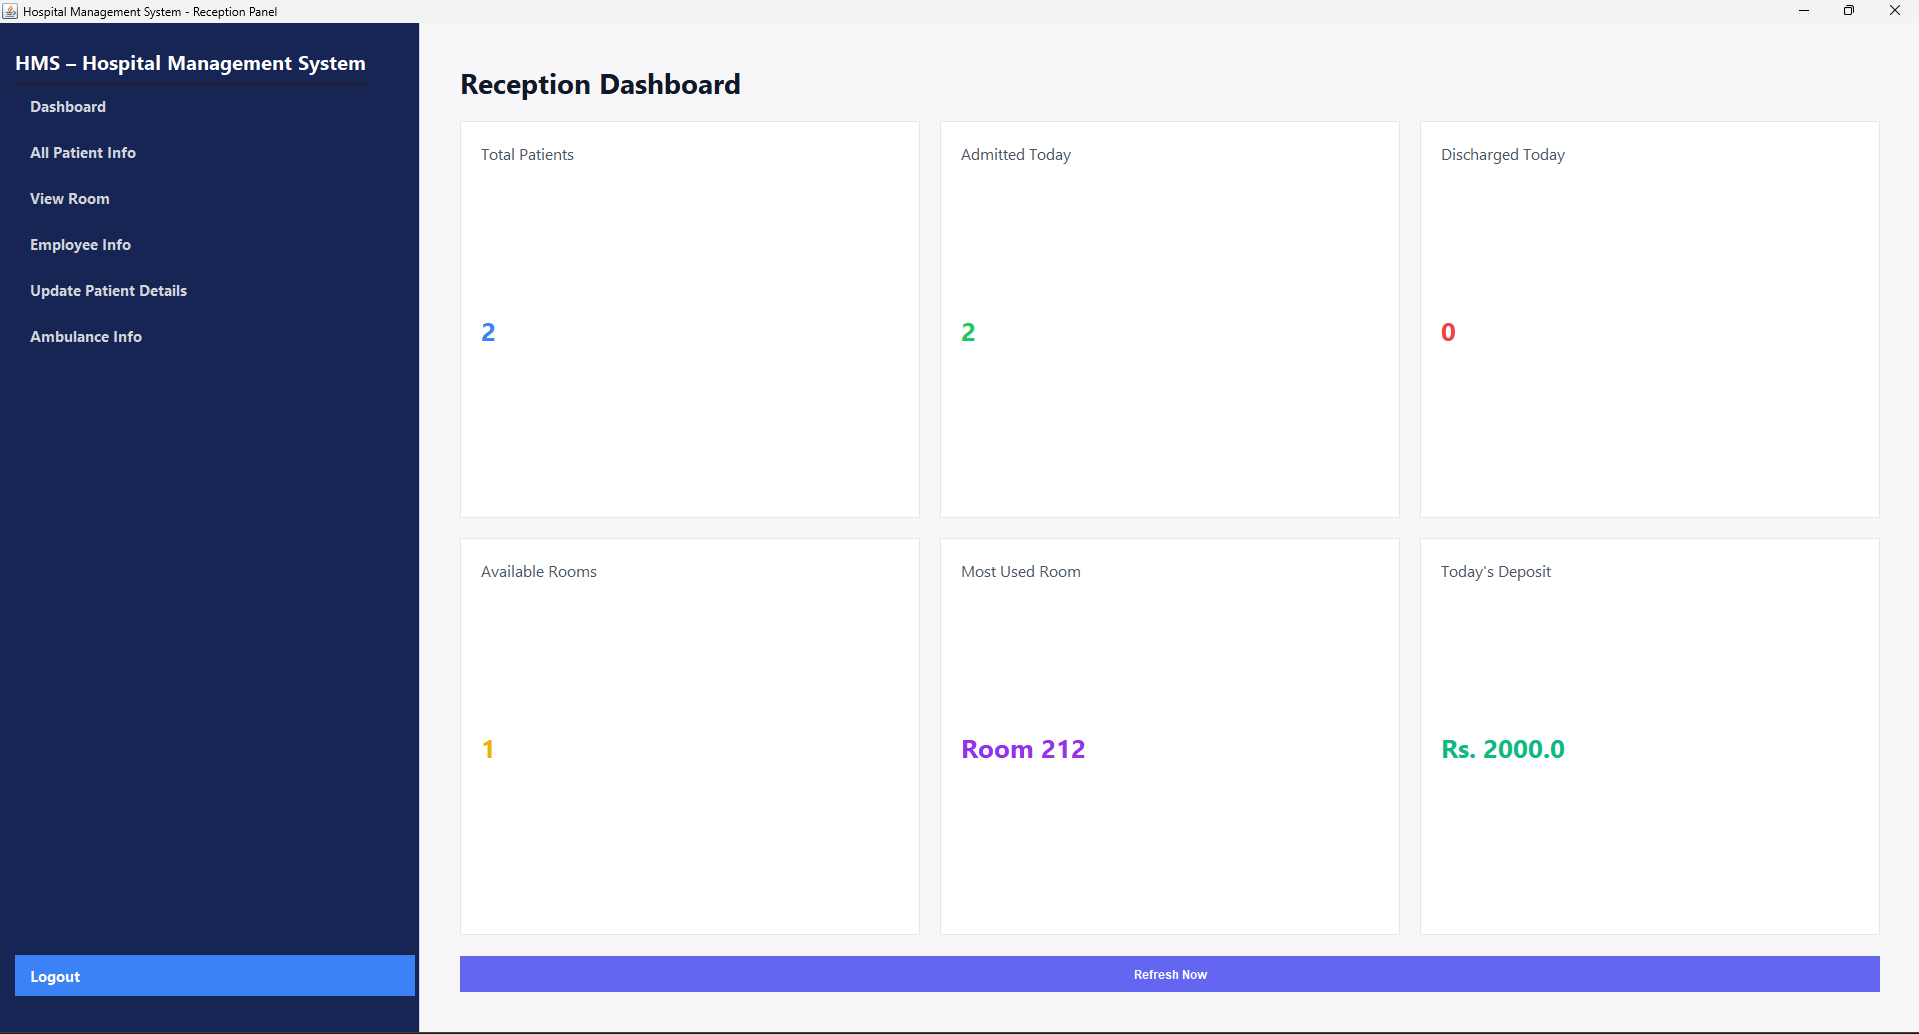 Hospital Management System - Reception Panel
HMS – Hospital Management System
Dashboard
All Patient Info
View Room
Employee Info
Update Patient Details
Ambulance Info
Logout
Reception Dashboard
Total Patients
2
Admitted Today
2
Discharged Today
0
Available Rooms
1
Most Used Room
Room 212
Today's Deposit
Rs. 2000.0
Refresh Now